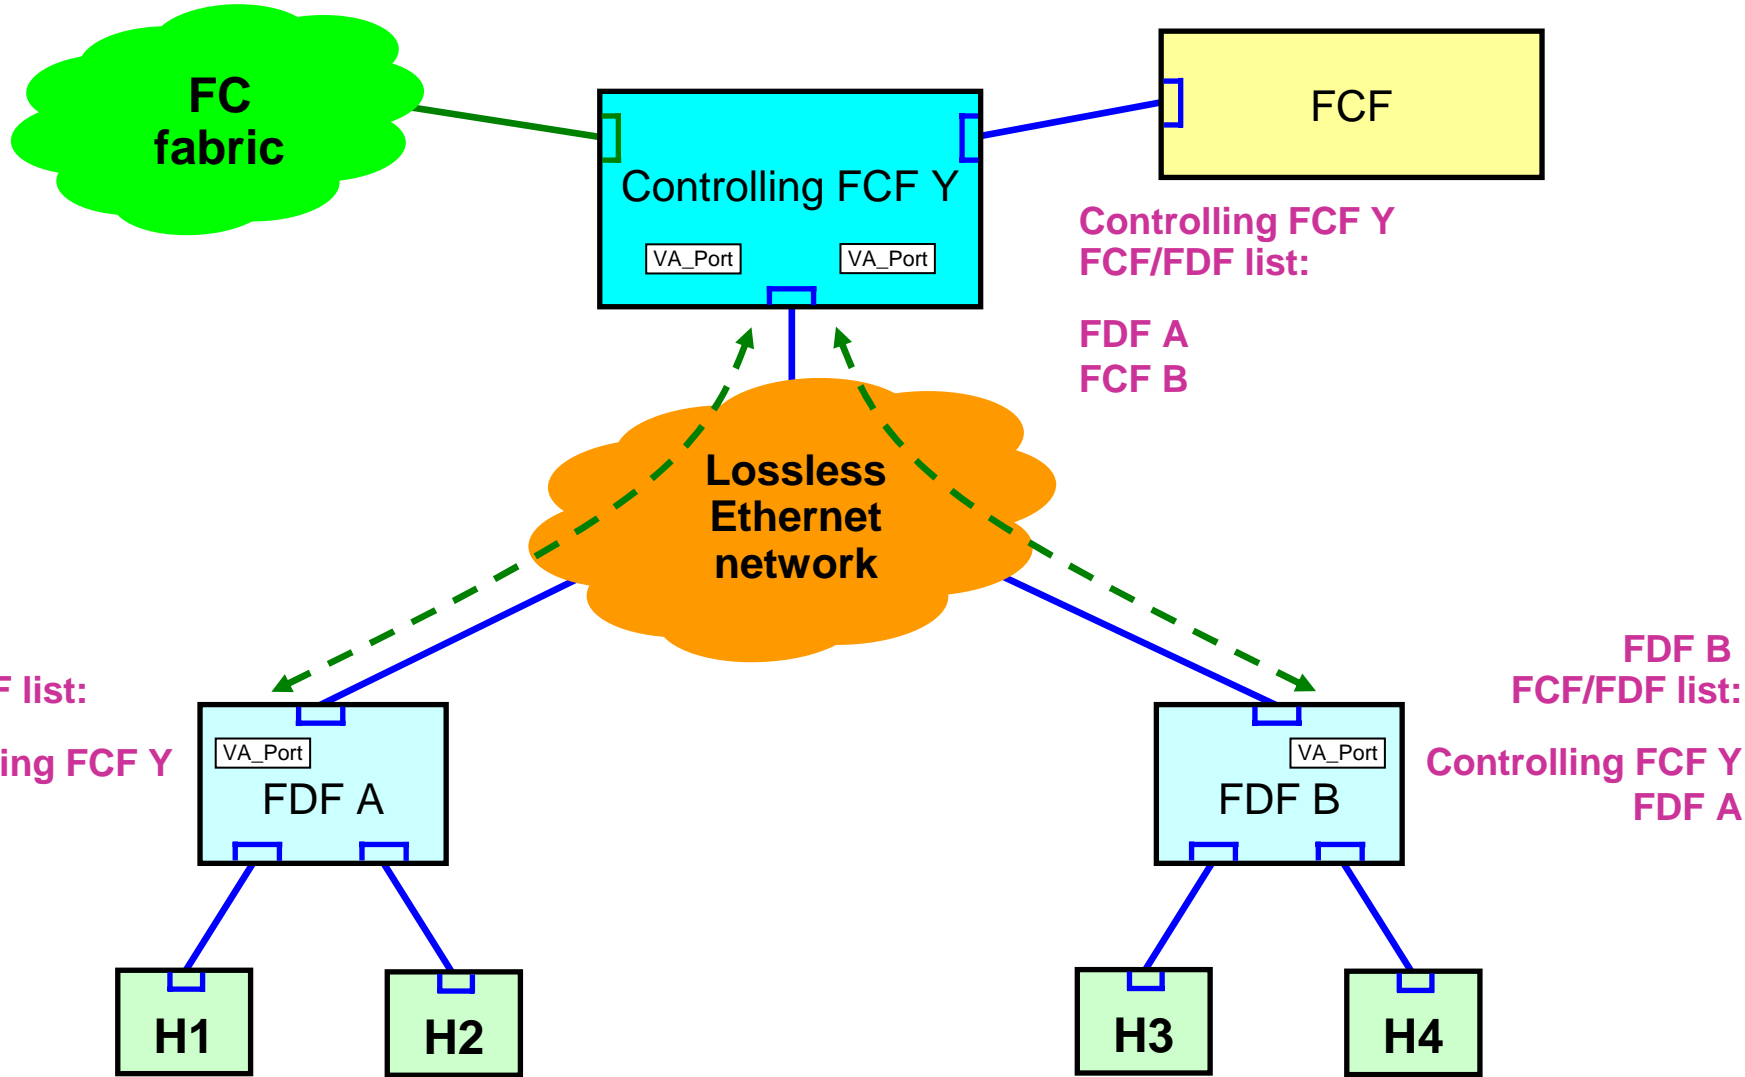 FC
fabric
FCF
Controlling FCF Y
VA_Port
VA_Port
Controlling FCF Y
FCF/FDF list:
FDF A
FCF B
Lossless
Ethernet
network
F list:
ing FCF Y
VA_Port
FDF A
FDF B
FCF/FDF list:
VA_Port
FDF B
Controlling FCF Y
FDF A
H1
H2
H3
H4